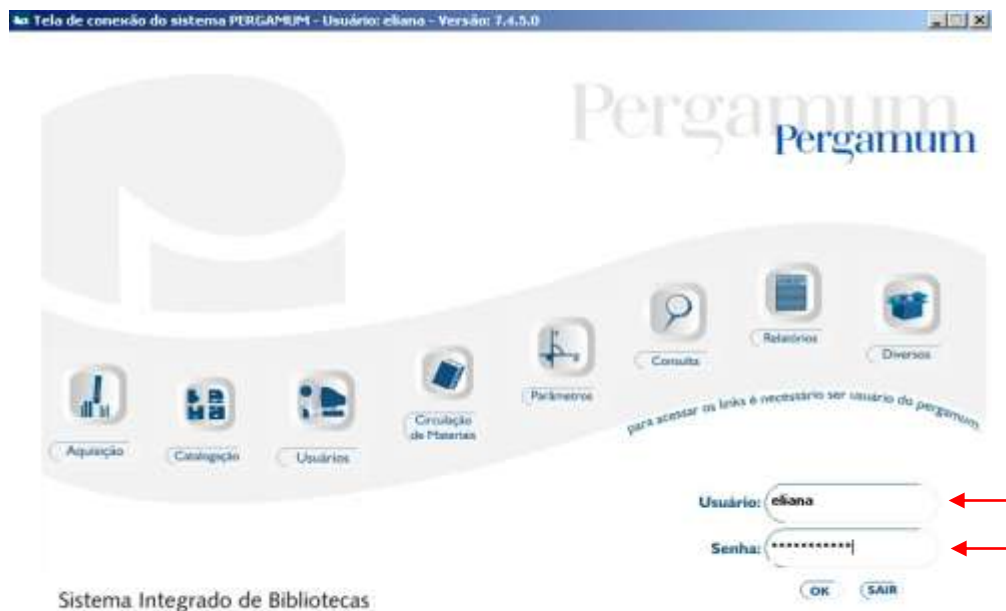 Tela de conexão do sistema PERGAMUM - Usuário: eliana - Versão: 7.4.5.0
Pergamum
Pergamum
Relatórios
Consulta
Diversos
Parâmetros
Circulação
de Materiais
Aquisição
Catalogação
Usuários
para acessar os links é necessário ser usuário do pergamum
Usuário: eliana
Senha: ***********
OK
SAIR
Sistema Integrado de Bibliotecas